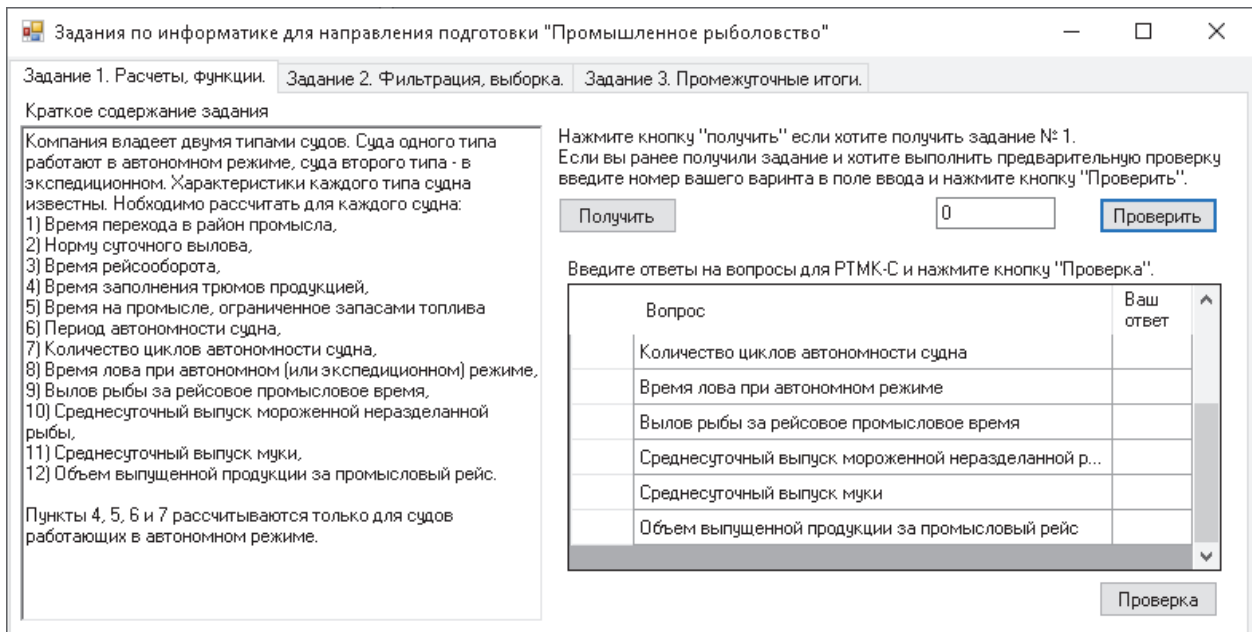 Задания по информатике для направления подготовки "Промышленное рыболовство"
Задание 1. Расчеты, функции.
Задание 2. Фильтрация, выборка.
Задание 3. Промежуточные итоги.
Краткое содержание задания
Компания владеет двумя типами судов. Суда одного типа
работают в автономном режиме, суда второго типа - в
экспедиционном. Характеристики каждого типа судна
известны. Нобходимо рассчитать для каждого судна:
1) Время перехода в район промысла,
2) Норму суточного вылова,
3) Время рейсооборота,
4) Время заполнения трюмов продукцией,
5) Время на промысле, ограниченное запасами топлива
6) Период автономности судна,
7) Количество циклов автономности судна,
8) Время лова при автономном (или экспедиционном) режиме,
9) Вылов рыбы за рейсовое промысловое время,
10) Среднесуточный выпуск мороженной неразделанной
рыбы,
11) Среднесуточный выпуск муки,
12) Объем выпущенной продукции за промысловый рейс.
Пункты 4, 5, 6 и 7 рассчитываются только для судов
работающих в автономном режиме.
Нажмите кнопку "получить" если хотите получить задание № 1.
Если вы ранее получили задание и хотите выполнить предварительную проверку
введите номер вашего варинта в поле ввода и нажмите кнопку "Проверить".
Получить
0
Проверить
Введите ответы на вопросы для РТМК-С и нажмите кнопку "Проверка".
Вопрос
Ваш
ответ
Количество циклов автономности судна
Время лова при автономном режиме
Вылов рыбы за рейсовое промысловое время
Среднесуточный выпуск мороженной неразделанной р...
Среднесуточный выпуск муки
Объем выпущенной продукции за промысловый рейс
Проверка